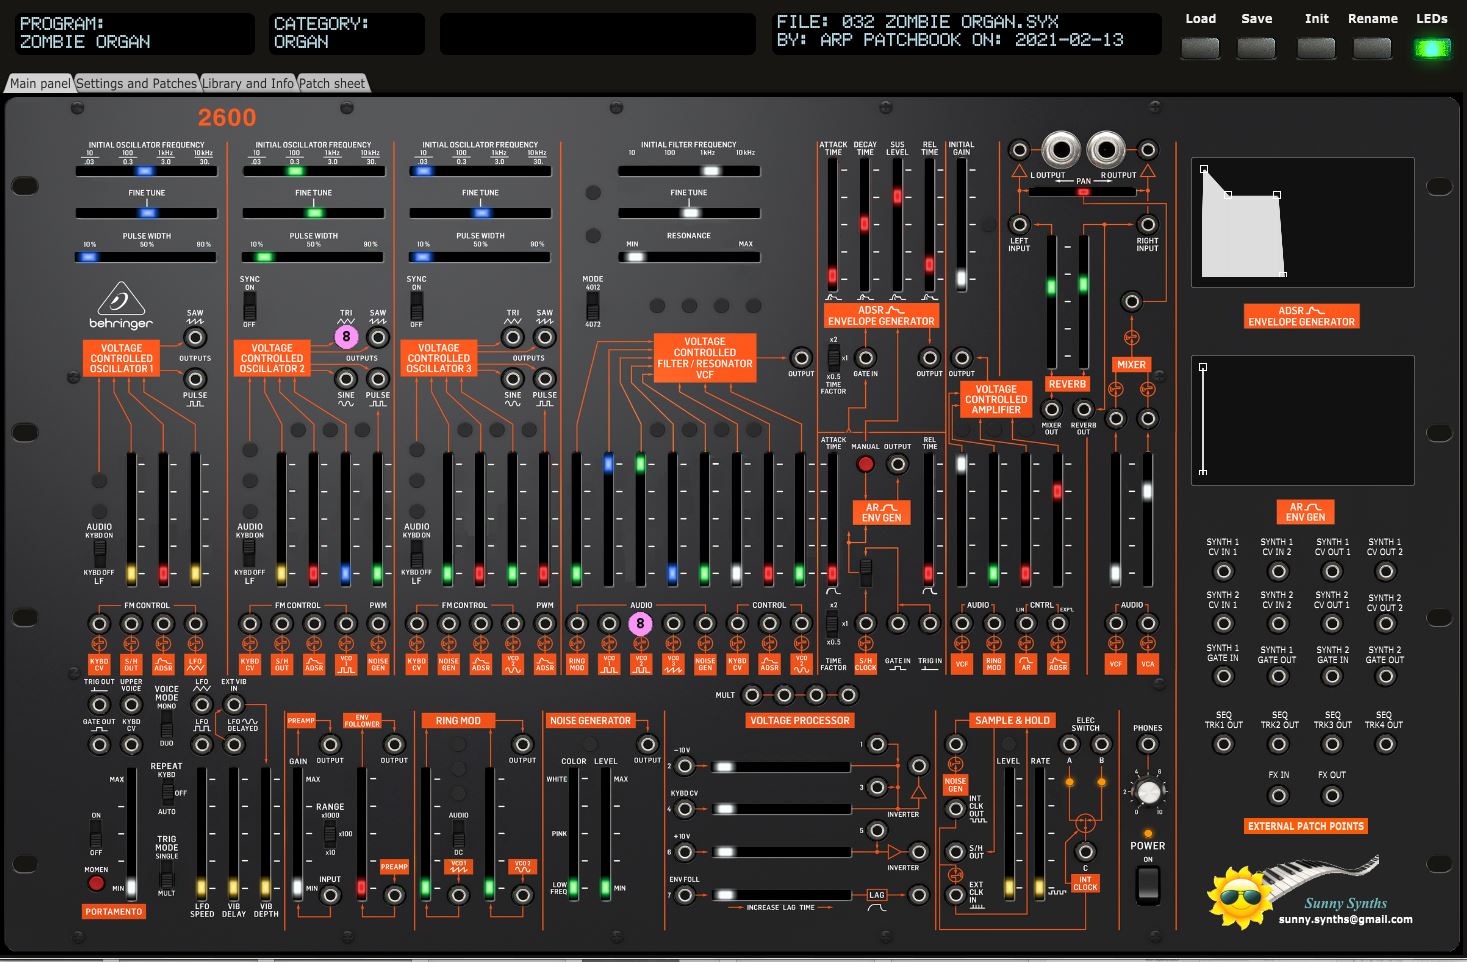 PROGRAM:
ZOMBIE ORGAN
CATEGORY:
ORGAN
FILE: 032 ZOMBIE ORGAN.SYX
BY: ARP PATCHBOOK ON: 2021-02-13
Load
Save
Init
Rename
LEDs
Main panel
Settings and Patches
Library and Info
Patch sheet
2600
INITIAL OSCILLATOR FREQUENCY
10 100 1kHz 10kHz
.03 0.3 3.0 30.
FINE TUNE
PULSE WIDTH
10% 50% 90%
behringer
SAW
OUTPUTS
PULSE
VOLTAGE
CONTROLLED
OSCILLATOR 1
AUDIO
KYBD ON
KYBD OFF
LF
FM CONTROL
KYBD
CV
S/H
OUT
ADSR
LFO
INITIAL OSCILLATOR FREQUENCY
10 100 1kHz 10kHz
.03 0.3 3.0 30.
FINE TUNE
PULSE WIDTH
10% 50% 90%
SYNC
ON
OFF
TRI
8
SAW
OUTPUTS
SINE
PULSE
VOLTAGE
CONTROLLED
OSCILLATOR 2
AUDIO
KYBD ON
KYBD OFF
LF
FM CONTROL
PWM
KYBD
CV
S/H
OUT
ADSR
VCO
1
NOISE
GEN
INITIAL OSCILLATOR FREQUENCY
10 100 1kHz 10kHz
.03 0.3 3.0 30.
FINE TUNE
PULSE WIDTH
10% 50% 90%
SYNC
ON
OFF
TRI
SAW
OUTPUTS
SINE
PULSE
VOLTAGE
CONTROLLED
OSCILLATOR 3
AUDIO
KYBD ON
KYBD OFF
LF
FM CONTROL
PWM
KYBD
CV
NOISE
GEN
ADSR
VCO
2
ADSR
INITIAL FILTER FREQUENCY
10 100 1kHz 10kHz
FINE TUNE
RESONANCE
MIN MAX
MODE
4012
4072
VOLTAGE
CONTROLLED
FILTER / RESONATOR
VCF
OUTPUT
AUDIO
8
CONTROL
RING
MOD
VCO
1
VCO
2
VCO
3
NOISE
GEN
KYBD
CV
ADSR
VCO
2
MULT
ATTACK TIME
DECAY TIME
SUS LEVEL
REL TIME
ADSR
ENVELOPE GENERATOR
x2
x1
x0.5
TIME
FACTOR
GATE IN
OUTPUT
ATTACK TIME
MANUAL
OUTPUT
REL TIME
AR
ENV GEN
x2
x1
x0.5
TIME
FACTOR
S/H
CLOCK
GATE IN
TRIG IN
INITIAL GAIN
OUTPUT
VOLTAGE
CONTROLLED
AMPLIFIER
AUDIO
LIN
CNTRL
EXP'L
VCF
RING
MOD
AR
ADSR
L OUTPUT
R OUTPUT
PAN
LEFT
INPUT
RIGHT
INPUT
REVERB
MIXER
MIXER
OUT
REVERB
OUT
AUDIO
VCF
VCA
TRIG OUT
UPPER
VOICE
GATE OUT
KYBD
CV
VOICE
MODE
MONO
DUO
REPEAT
KYBD
OFF
AUTO
TRIG
MODE
SINGLE
MULT
MAX
ON
OFF
MOMEN
MIN
PORTAMENTO
LFO
EXT VIB
IN
LFO
LFO
DELAYED
LFO
SPEED
VIB
DELAY
VIB
DEPTH
PREAMP
OUTPUT
GAIN
MAX
MIN
RANGE
x1000
x100
x10
INPUT
ENV
FOLLOWER
OUTPUT
PREAMP
RING MOD
OUTPUT
AUDIO
DC
VCO 1
VCO 2
NOISE GENERATOR
OUTPUT
COLOR
LEVEL
WHITE
PINK
LOW
FREQ
MAX
MIN
VOLTAGE PROCESSOR
-10V
2
KYBD CV
4
+10V
6
ENV FOLL
7
1
3
5
INVERTER
INVERTER
LAG
INCREASE LAG TIME
SAMPLE & HOLD
NOISE
GEN
INT
CLK
OUT
S/H
OUT
EXT
CLK
IN
LEVEL
RATE
ELEC
SWITCH
A
B
C
INT
CLOCK
PHONES
0 2 4 6 8 10
POWER
ON
ADSR
ENVELOPE GENERATOR
AR
ENV GEN
SYNTH 1
CV IN 1
SYNTH 1
CV IN 2
SYNTH 1
CV OUT 1
SYNTH 1
CV OUT 2
SYNTH 2
CV IN 1
SYNTH 2
CV IN 2
SYNTH 2
CV OUT 1
SYNTH 2
CV OUT 2
SYNTH 1
GATE IN
SYNTH 1
GATE OUT
SYNTH 2
GATE IN
SYNTH 2
GATE OUT
SEQ
TRK1 OUT
SEQ
TRK2 OUT
SEQ
TRK3 OUT
SEQ
TRK4 OUT
FX IN
FX OUT
EXTERNAL PATCH POINTS
Sunny Synths
sunny.synths@gmail.com